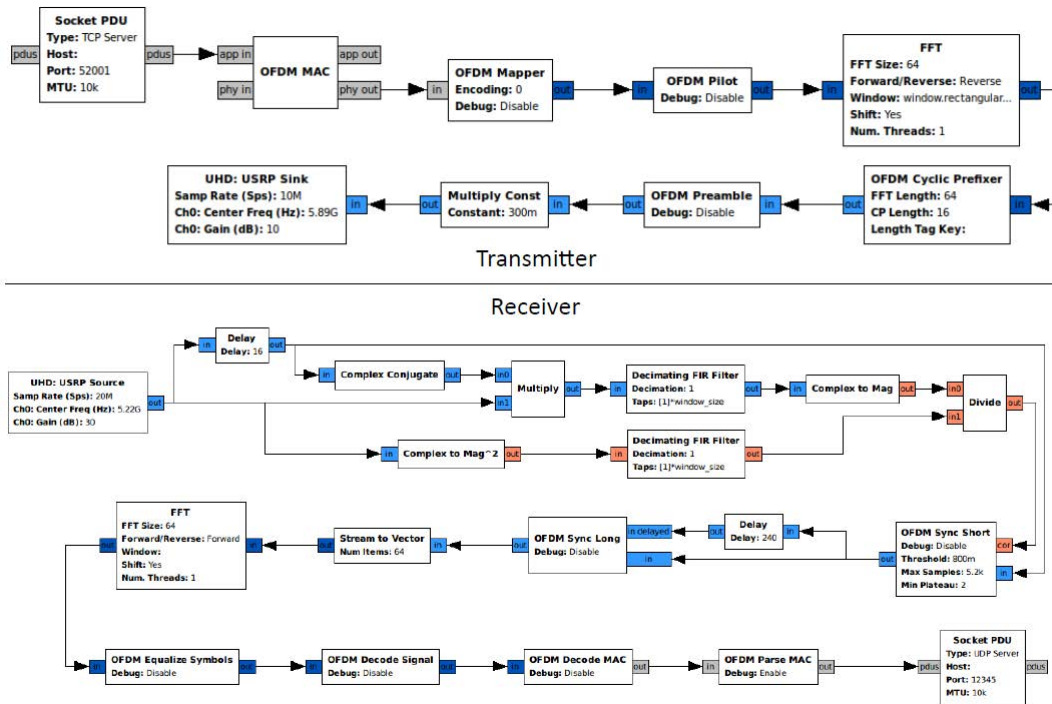 Socket PDU
Type: TCP Server
Host:
Port: 52001
MTU: 10k
pdus
pdus
app in
app out
OFDM MAC
phy in
phy out
OFDM Mapper
Encoding: 0
Debug: Disable
in
out
OFDM Pilot
Debug: Disable
in
out
FFT
FFT Size: 64
Forward/Reverse: Reverse
Window: window.rectangular...
Shift: Yes
Num. Threads: 1
in
out
UHD: USRP Sink
Samp Rate (Sps): 10M
Ch0: Center Freq (Hz): 5.89G
Ch0: Gain (dB): 10
in
Multiply Const
Constant: 300m
out
in
OFDM Preamble
Debug: Disable
out
in
OFDM Cyclic Prefixer
FFT Length: 64
CP Length: 16
Length Tag Key:
out
in
Transmitter
Receiver
Delay
Delay: 16
in
out
UHD: USRP Source
Samp Rate (Sps): 20M
Ch0: Center Freq (Hz): 5.22G
Ch0: Gain (dB): 30
out
in
Complex Conjugate
out
in0
in1
Multiply
out
Decimating FIR Filter
Decimation: 1
Taps: [1]*window_size
in
out
in
Complex to Mag
out
in0
in1
Divide
out
in
Complex to Mag^2
out
Decimating FIR Filter
Decimation: 1
Taps: [1]*window_size
in
out
FFT
FFT Size: 64
Forward/Reverse: Forward
Window:
Shift: Yes
Num. Threads: 1
out
in
Stream to Vector
Num Items: 64
out
in
OFDM Sync Long
Debug: Disable
out
in delayed
in
Delay
Delay: 240
out
in
OFDM Sync Short
Debug: Disable
Threshold: 800m
Max Samples: 5.2k
Min Plateau: 2
out
cor
in
OFDM Equalize Symbols
Debug: Disable
in
out
OFDM Decode Signal
Debug: Disable
in
out
OFDM Decode MAC
Debug: Disable
in
out
OFDM Parse MAC
Debug: Enable
in
out
Socket PDU
Type: UDP Server
Host:
Port: 12345
MTU: 10k
pdus
pdus